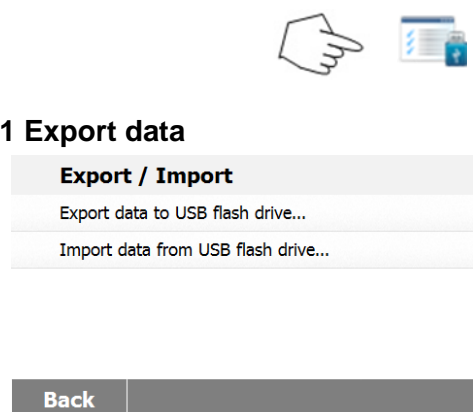 1 Export data
Export / Import
Export data to USB flash drive...
Import data from USB flash drive...
Back